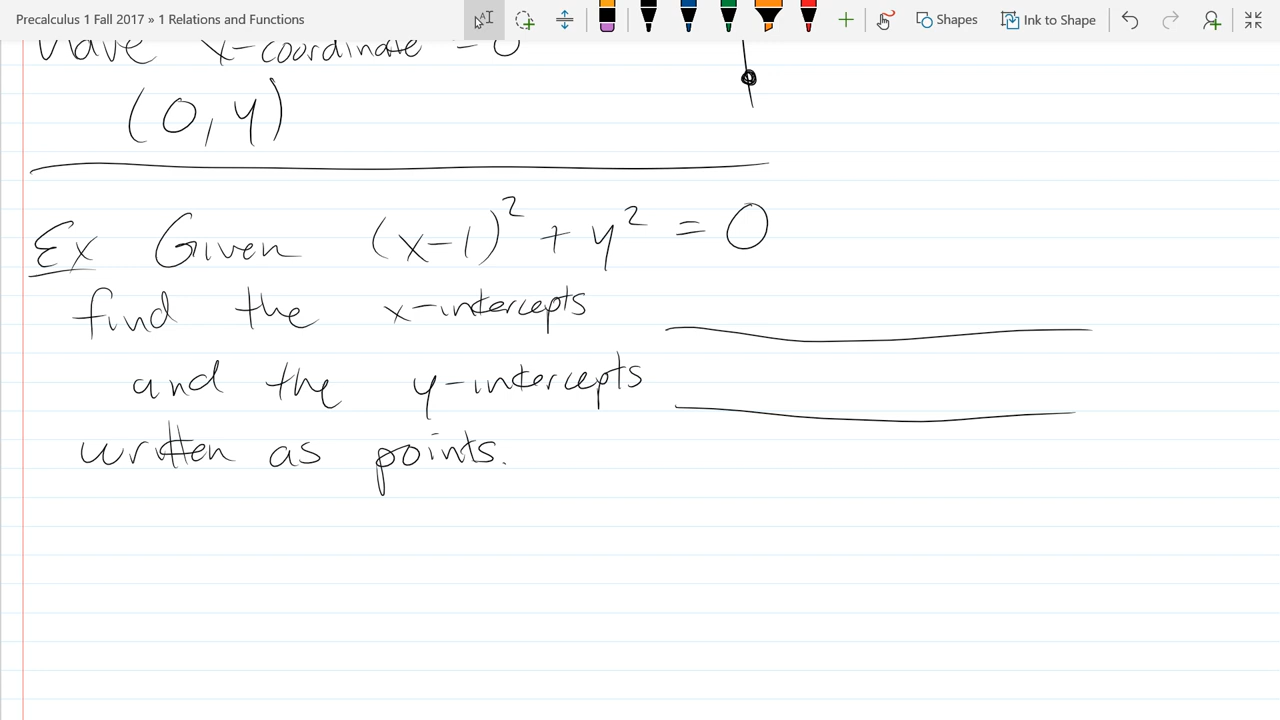 Precalculus 1 Fall 2017 » 1 Relations and Functions
Shapes
Ink to Shape
have x-coordinate = 0
(0, y)
Ex Given (x-1)² + y² = 0
find the x-intercepts
and the y-intercepts
written as points.